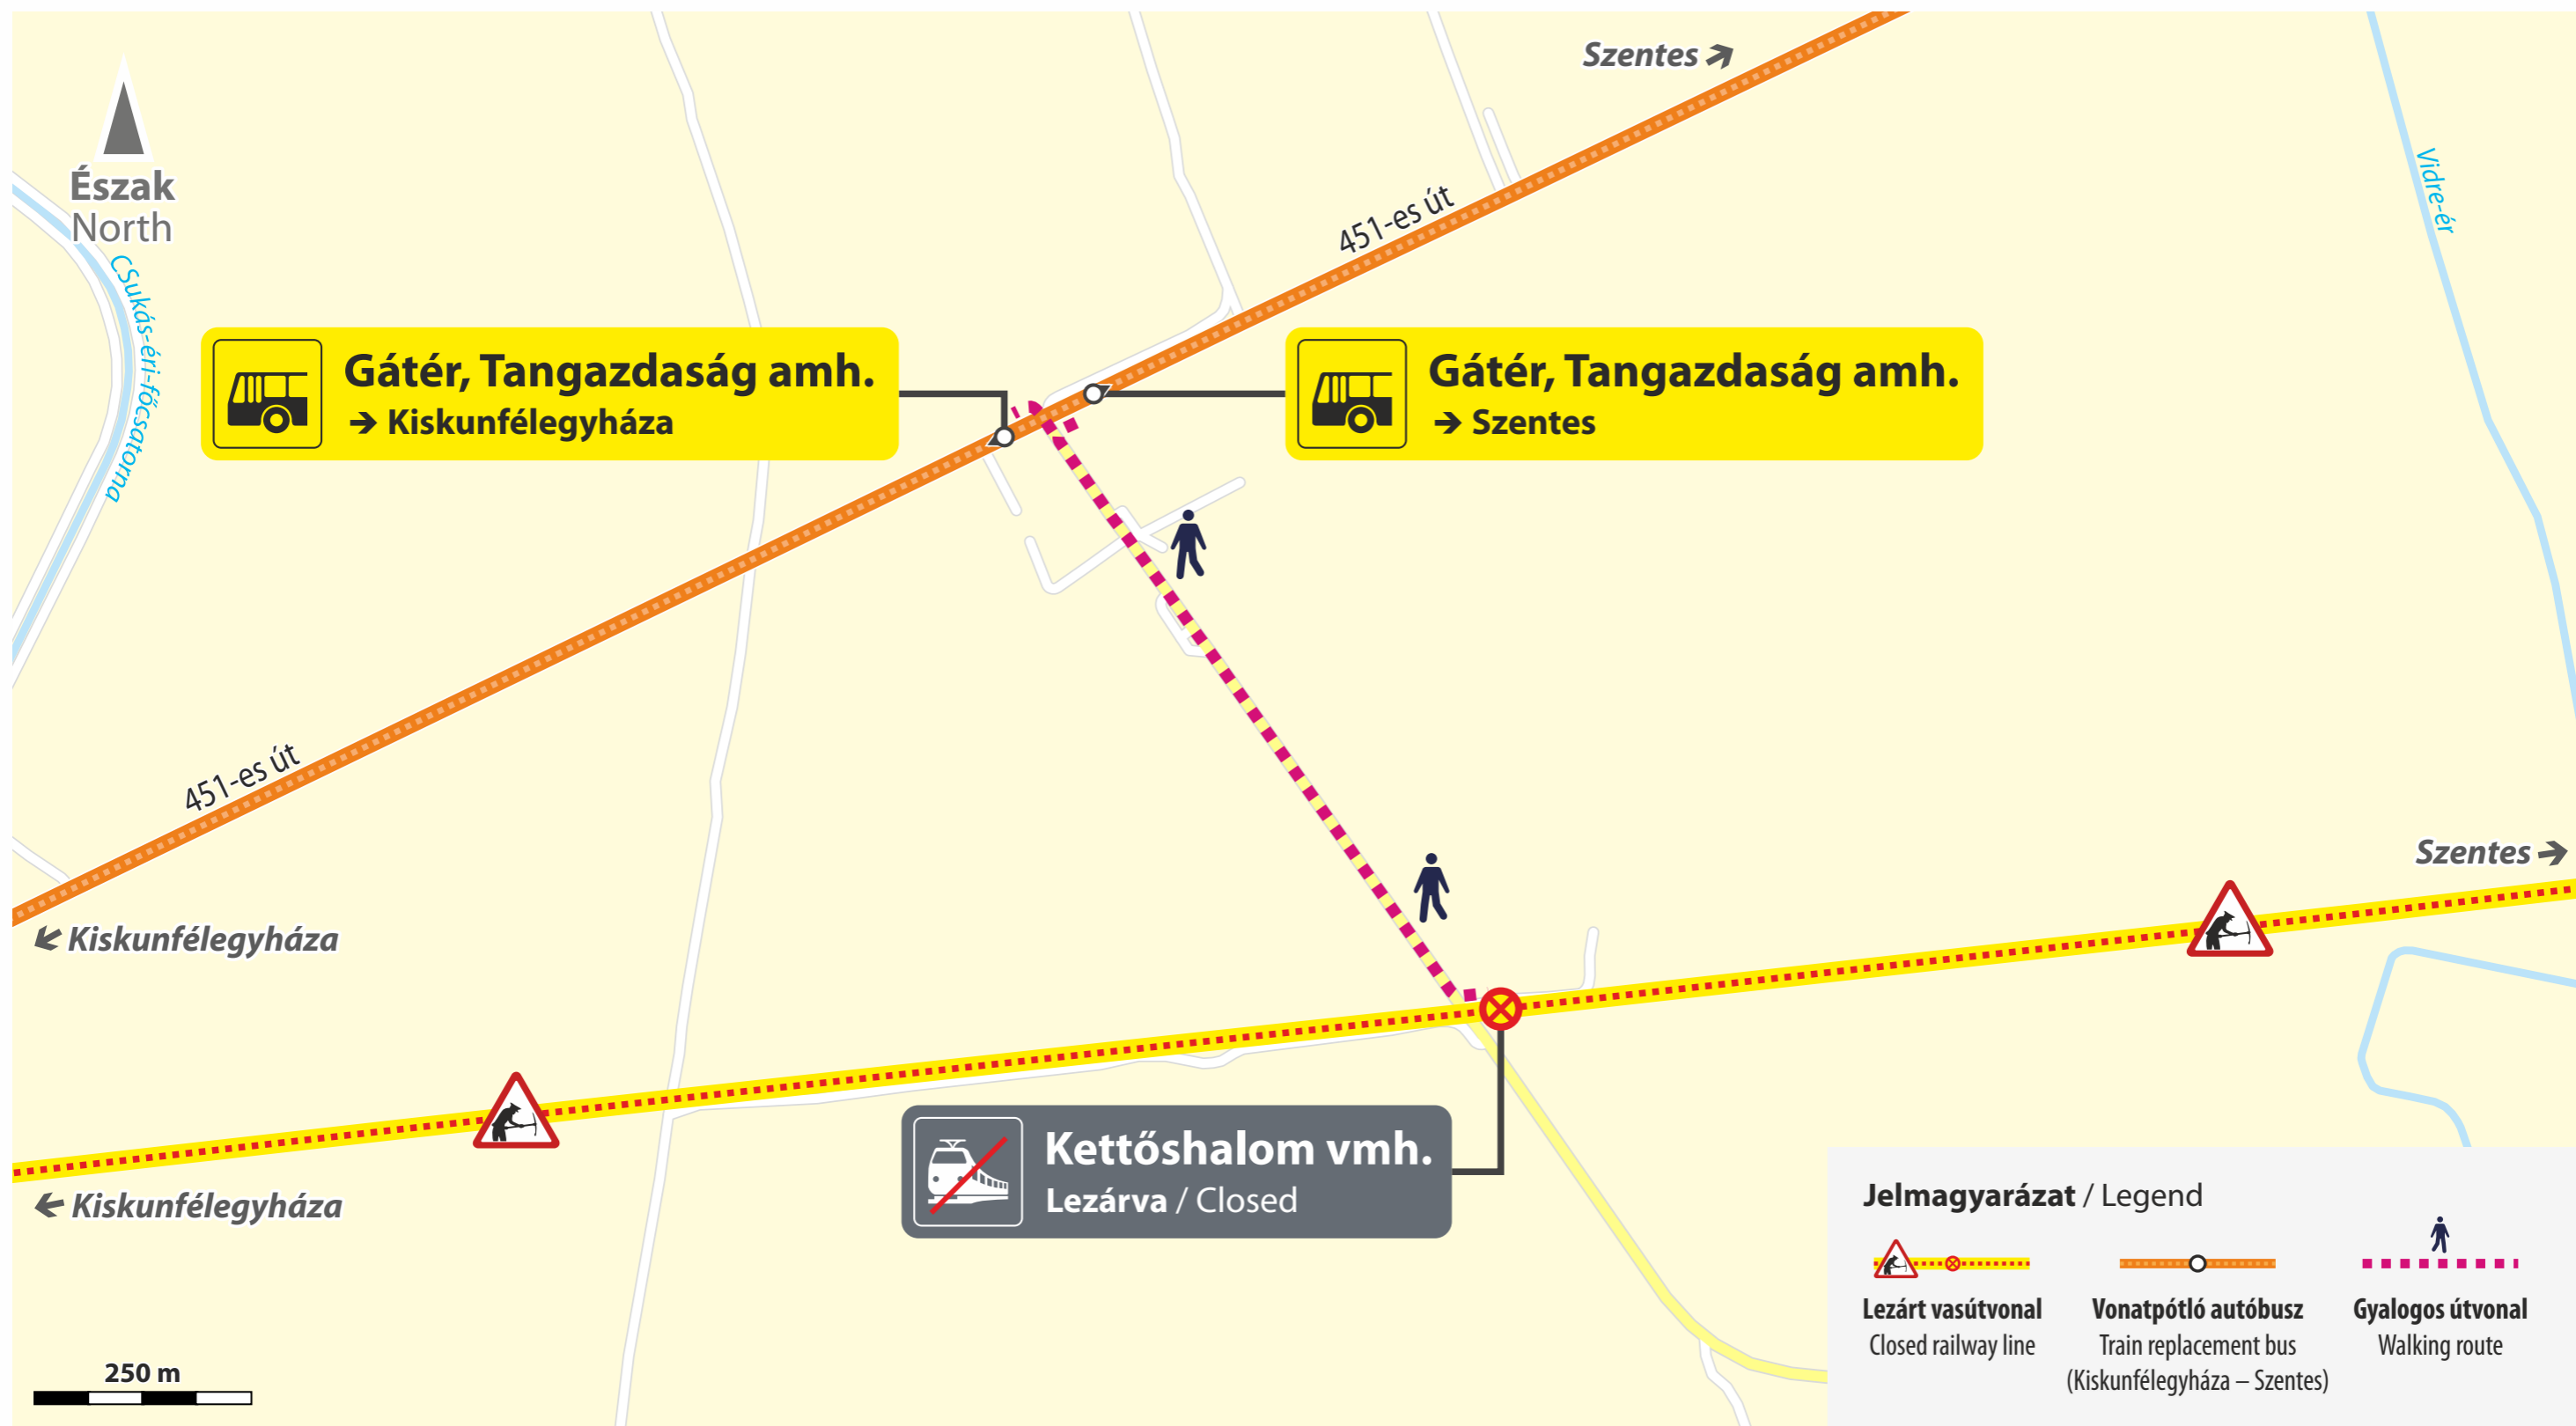 Szentes
Észak
North
Vidre-ér
451-es út
CSukás-éri-főcsatorna
Gátér, Tangazdaság amh.
→ Kiskunfélegyháza
Gátér, Tangazdaság amh.
→ Szentes
451-es út
Szentes →
Kiskunfélegyháza
Kettőshalom vmh.
Lezárva / Closed
← Kiskunfélegyháza
Jelmagyarázat / Legend
Lezárt vasútvonal
Closed railway line
Vonatpótló autóbusz
Train replacement bus
(Kiskunfélegyháza – Szentes)
Gyalogos útvonal
Walking route
250 m